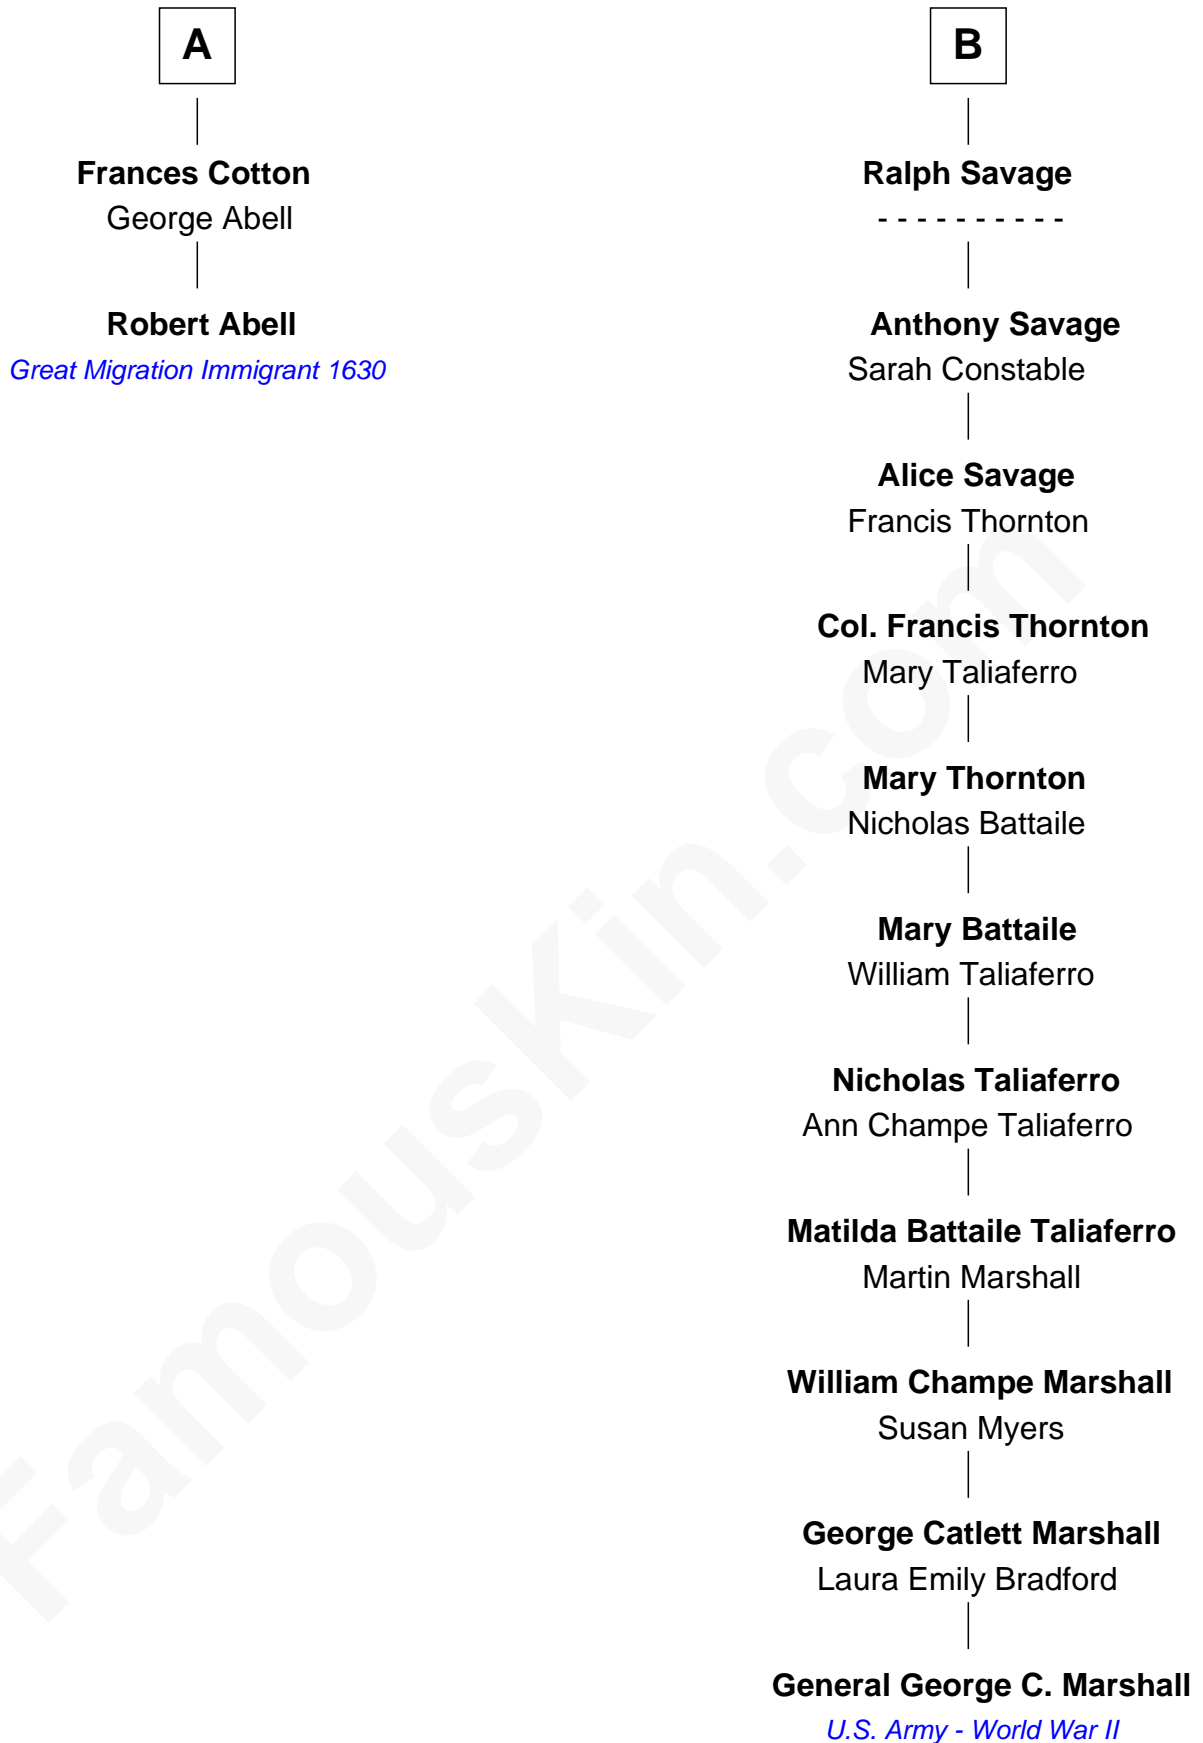 A
Frances Cotton
George Abell
Robert Abell
Great Migration Immigrant 1630
B
Ralph Savage
- - - - - - - - - -
Anthony Savage
Sarah Constable
Alice Savage
Francis Thornton
Col. Francis Thornton
Mary Taliaferro
Mary Thornton
Nicholas Battaile
Mary Battaile
William Taliaferro
Nicholas Taliaferro
Ann Champe Taliaferro
Matilda Battaile Taliaferro
Martin Marshall
William Champe Marshall
Susan Myers
George Catlett Marshall
Laura Emily Bradford
General George C. Marshall
U.S. Army - World War II
FamousKin.com